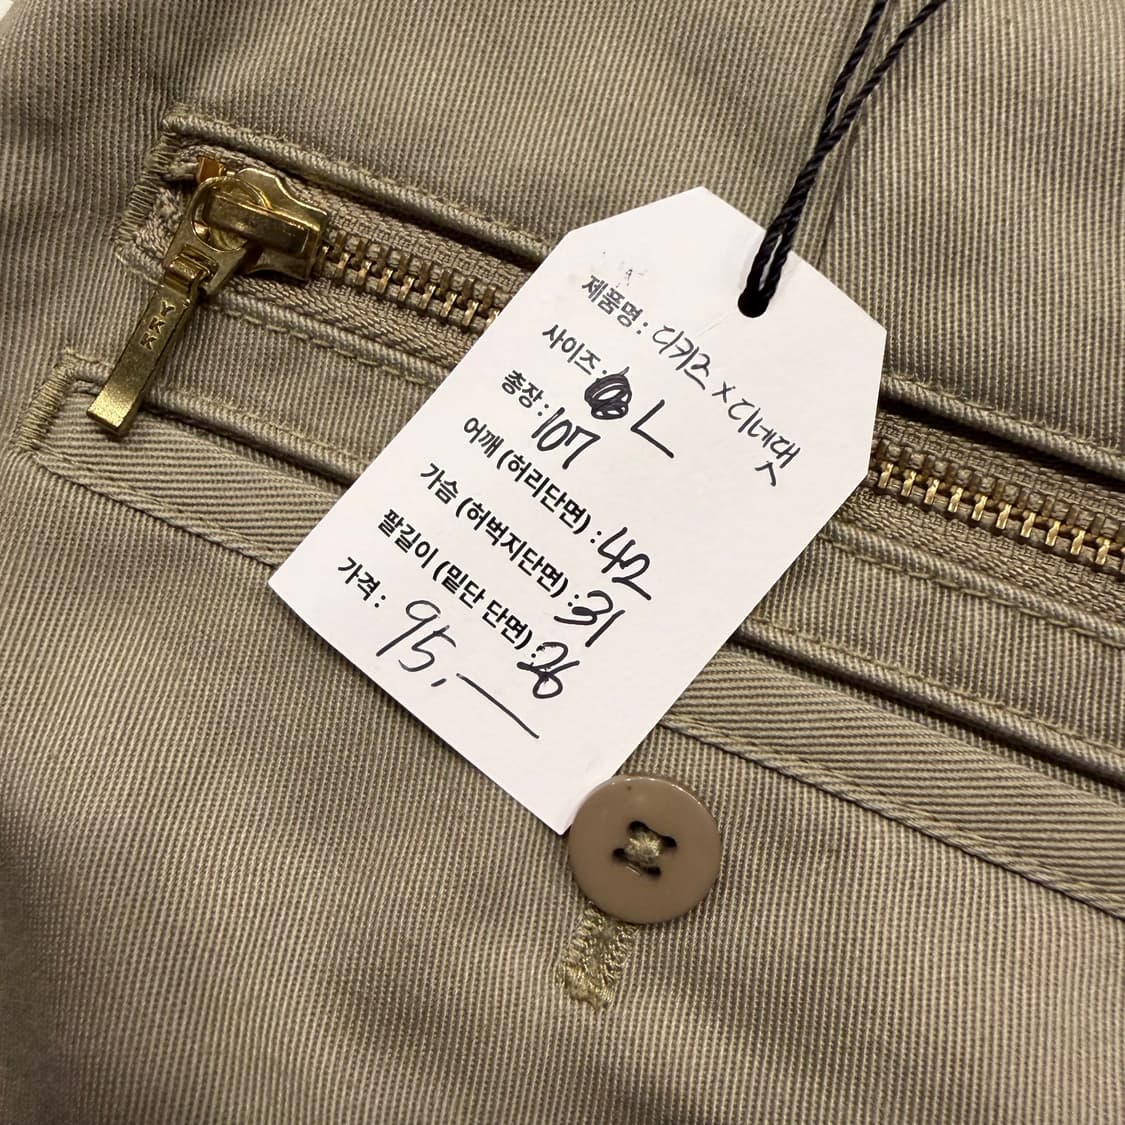 YKK
제품명 : 디키즈 x 디네댓
사이즈 : L
총장 : 107
어깨 (허리단면) : 42
가슴 (허벅지단면) : 31
팔길이 (밑단 단면) : 26
가격 : 95,—